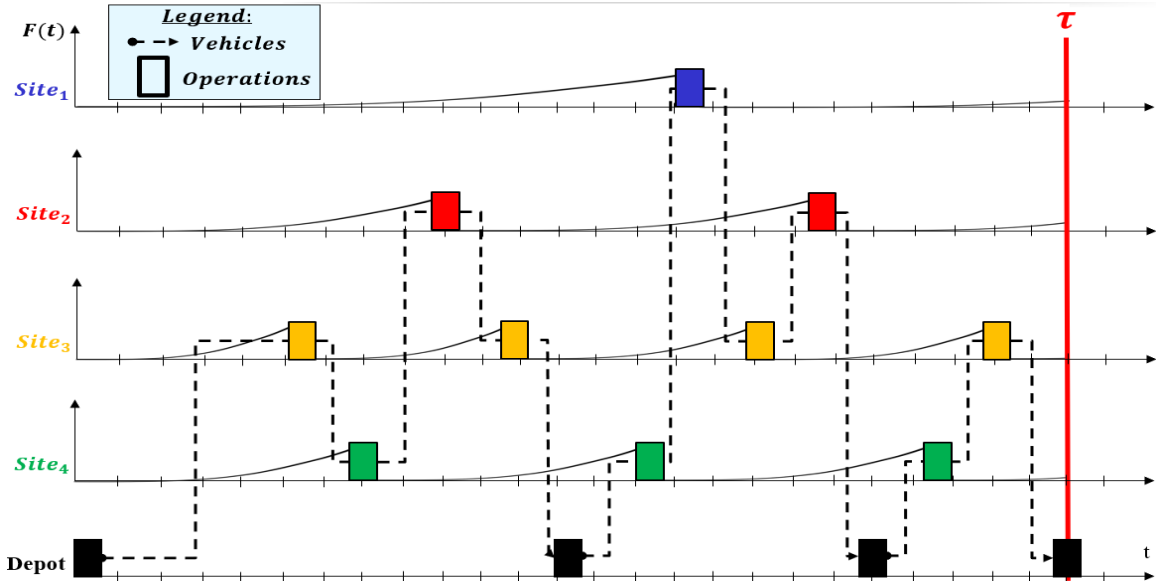 Legend:
Vehicles
Operations
F(t)
τ
Site₁
Site₂
Site₃
Site₄
Depot
t